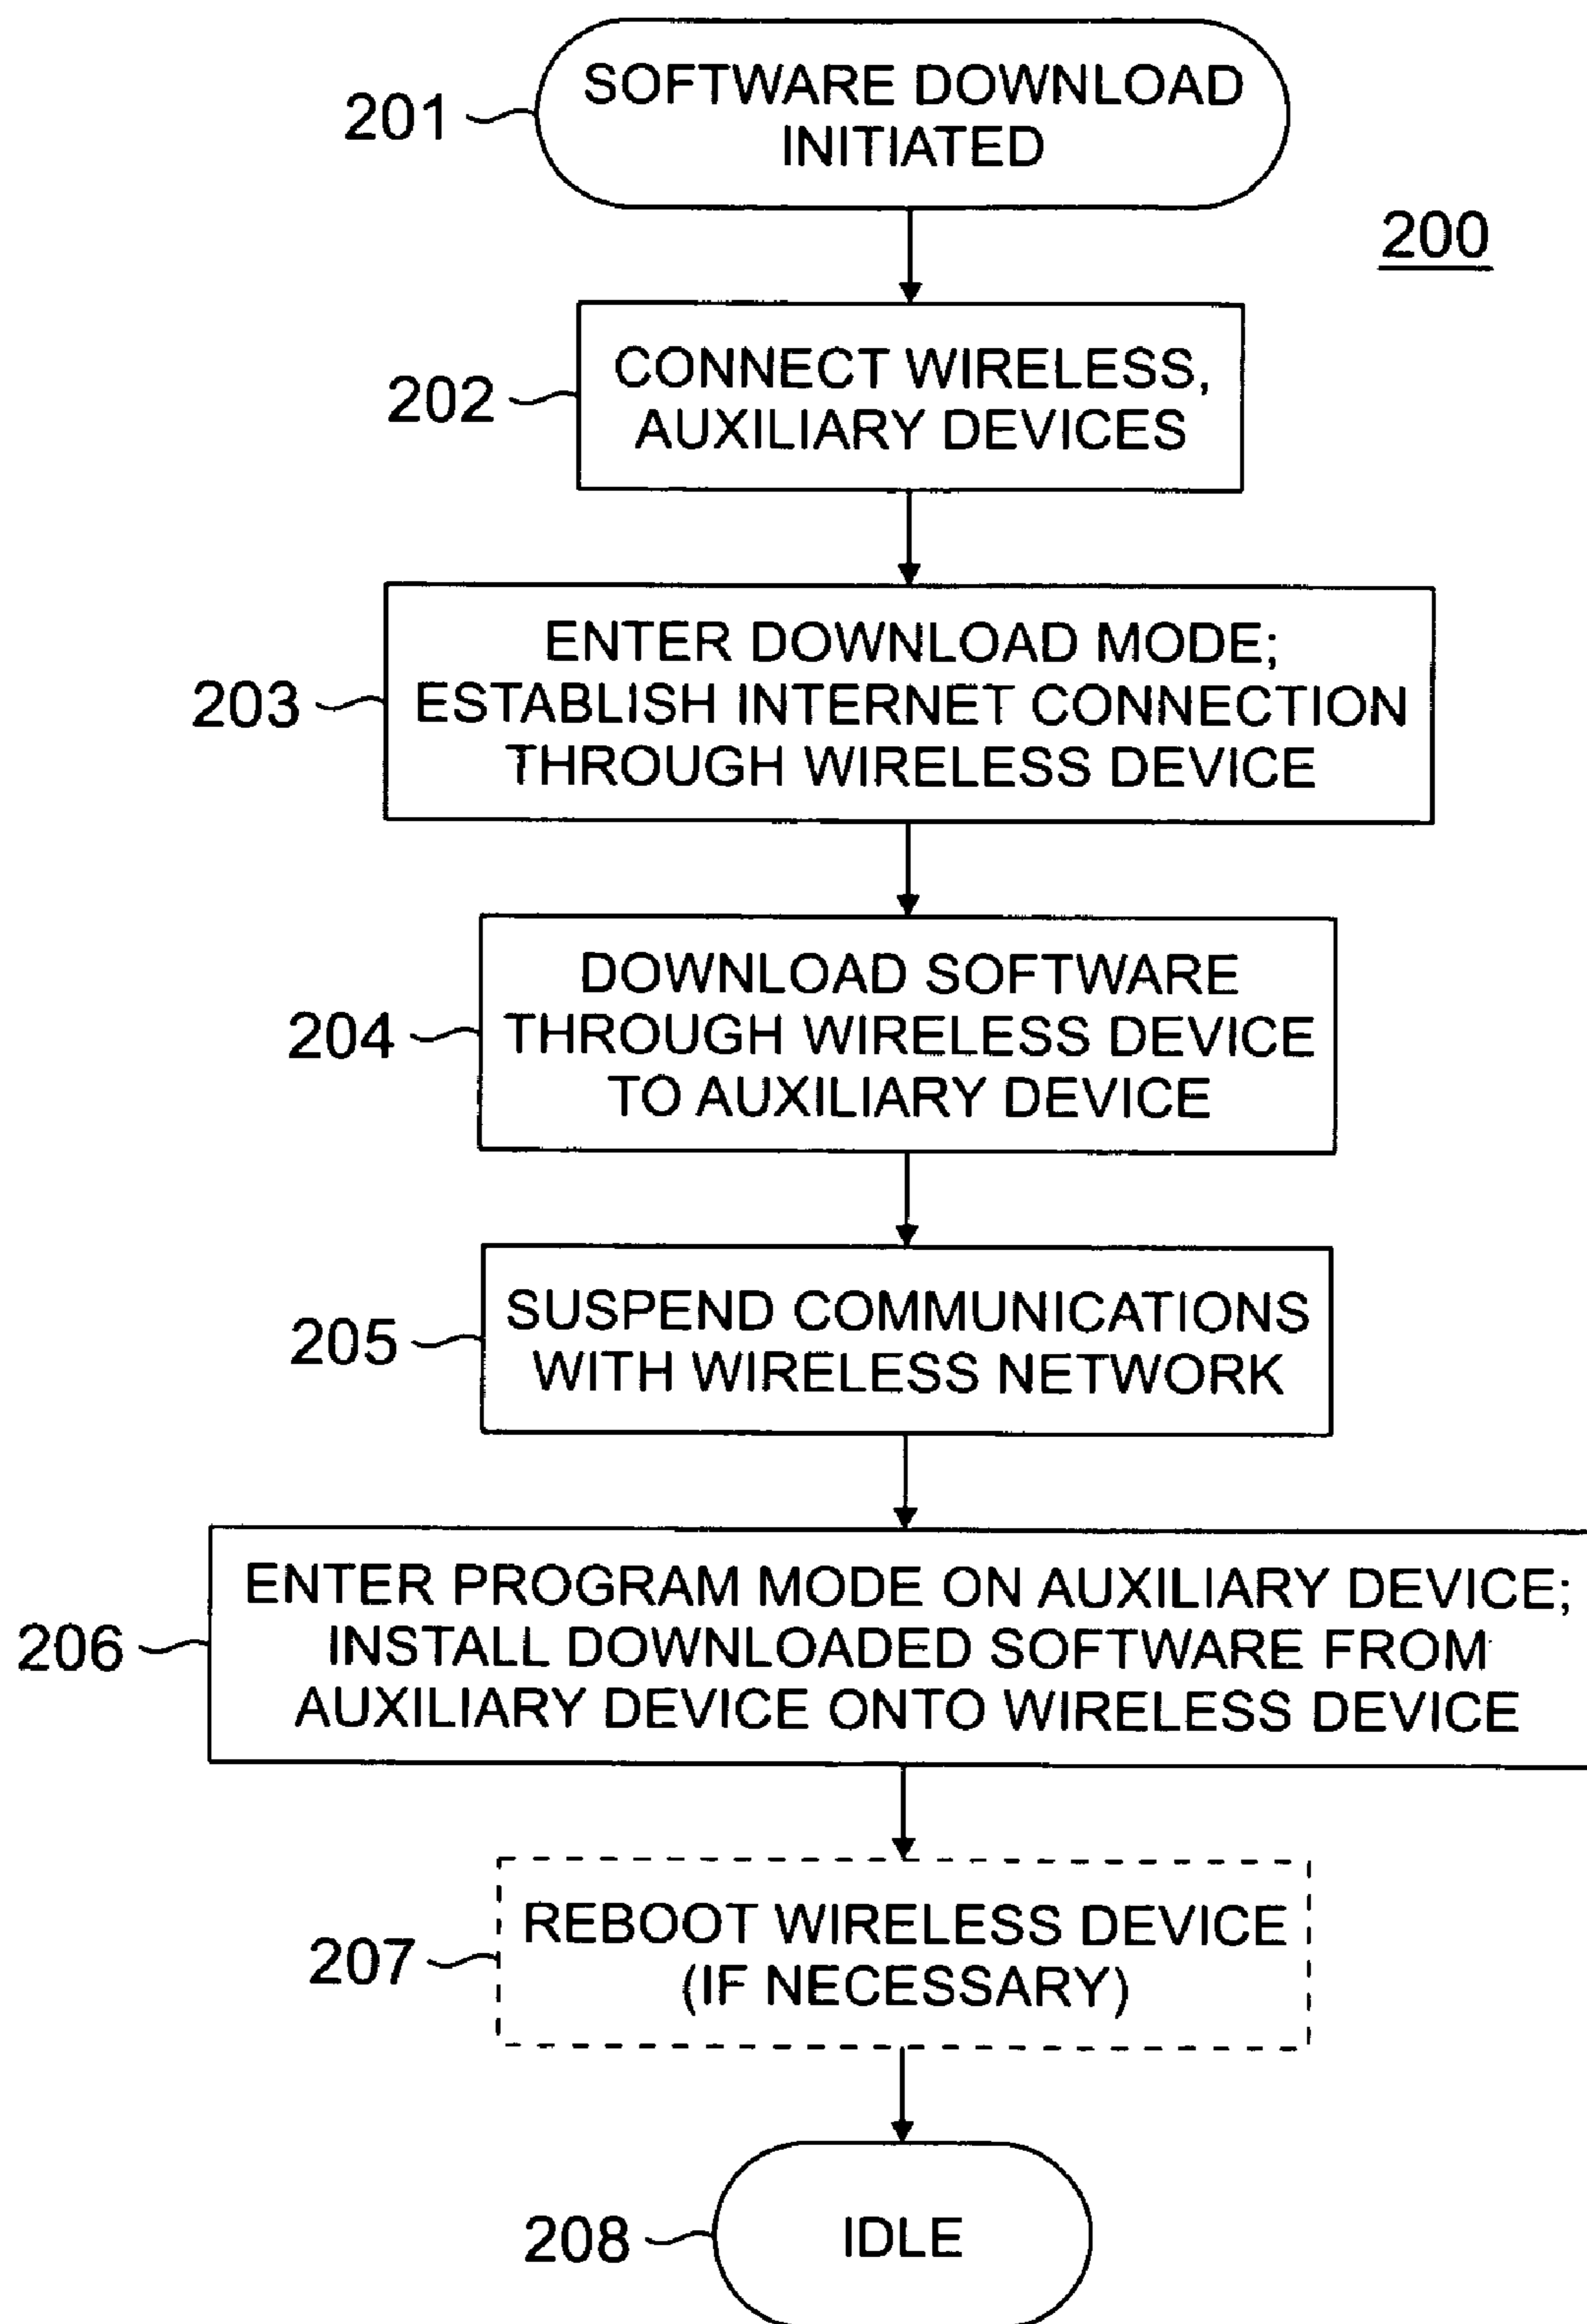 SOFTWARE DOWNLOAD
INITIATED
201
200
CONNECT WIRELESS,
AUXILIARY DEVICES
202
ENTER DOWNLOAD MODE;
ESTABLISH INTERNET CONNECTION
THROUGH WIRELESS DEVICE
203
DOWNLOAD SOFTWARE
THROUGH WIRELESS DEVICE
TO AUXILIARY DEVICE
204
SUSPEND COMMUNICATIONS
WITH WIRELESS NETWORK
205
ENTER PROGRAM MODE ON AUXILIARY DEVICE;
INSTALL DOWNLOADED SOFTWARE FROM
AUXILIARY DEVICE ONTO WIRELESS DEVICE
206
REBOOT WIRELESS DEVICE
(IF NECESSARY)
207
IDLE
208